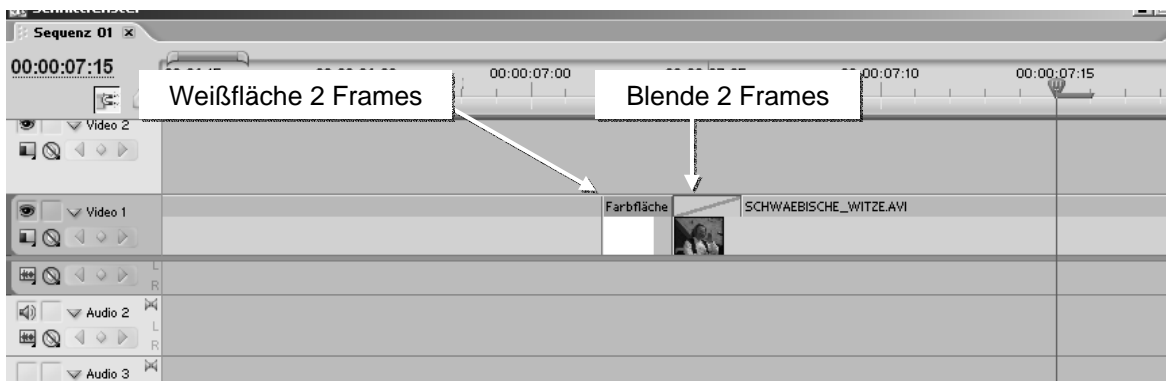 Sequenz 01
00:00:07:15
00:00:07:00
00:00:07:10
00:00:07:15
Weißfläche 2 Frames
Blende 2 Frames
Video 2
Video 1
Farbfläche
SCHWAEBISCHE_WITZE.AVI
L
R
Audio 2
L
R
Audio 3